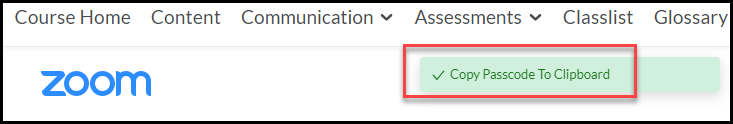 Course Home Content Communication Assessments Classlist Glossary
zoom Copy Passcode To Clipboard